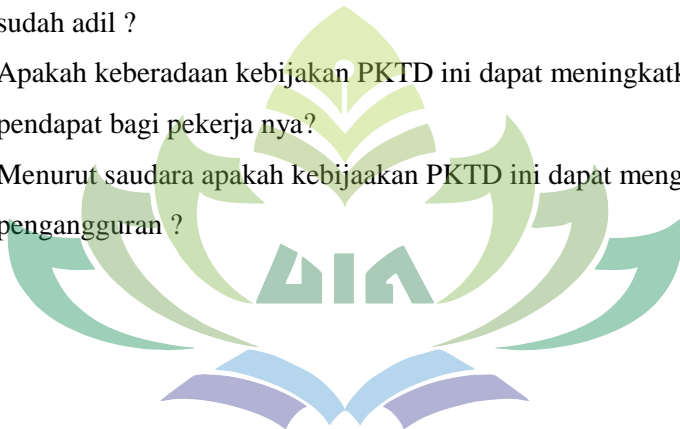 sudah adil ?
Apakah keberadaan kebijakan PKTD ini dapat meningkatk
pendapat bagi pekerja nya?
Menurut saudara apakah kebijaakan PKTD ini dapat meng
pengangguran ?
UIN